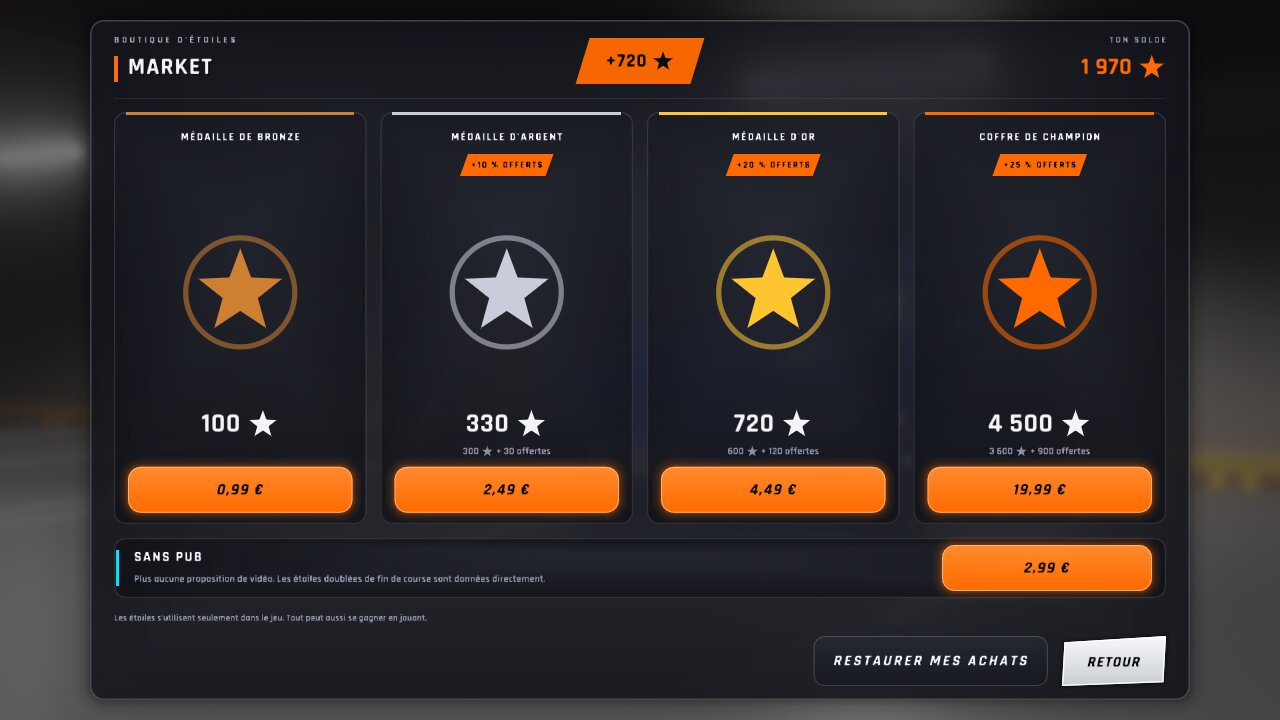 BOUTIQUE D'ÉTOILES
MARKET
+720
TON SOLDE
1 970
MÉDAILLE DE BRONZE
100
0,99 €
MÉDAILLE D'ARGENT
+10 % OFFERTS
330
300 ★ + 30 offertes
2,49 €
MÉDAILLE D'OR
+20 % OFFERTS
720
600 ★ + 120 offertes
4,49 €
COFFRE DE CHAMPION
+25 % OFFERTS
4 500
3 600 ★ + 900 offertes
19,99 €
SANS PUB
Plus aucune proposition de vidéo. Les étoiles doublées de fin de course sont données directement.
2,99 €
Les étoiles s'utilisent seulement dans le jeu. Tout peut aussi se gagner en jouant.
RESTAURER MES ACHATS
RETOUR